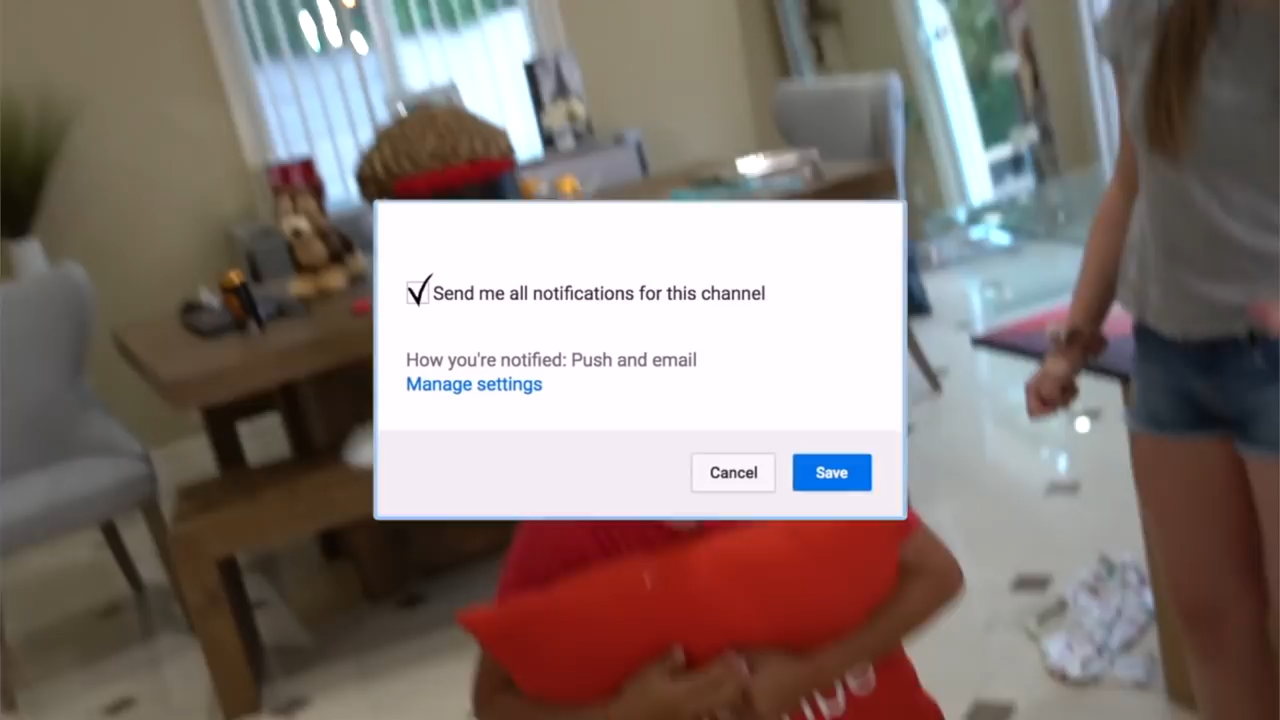 Send me all notifications for this channel
How you're notified: Push and email
Manage settings
Cancel
Save